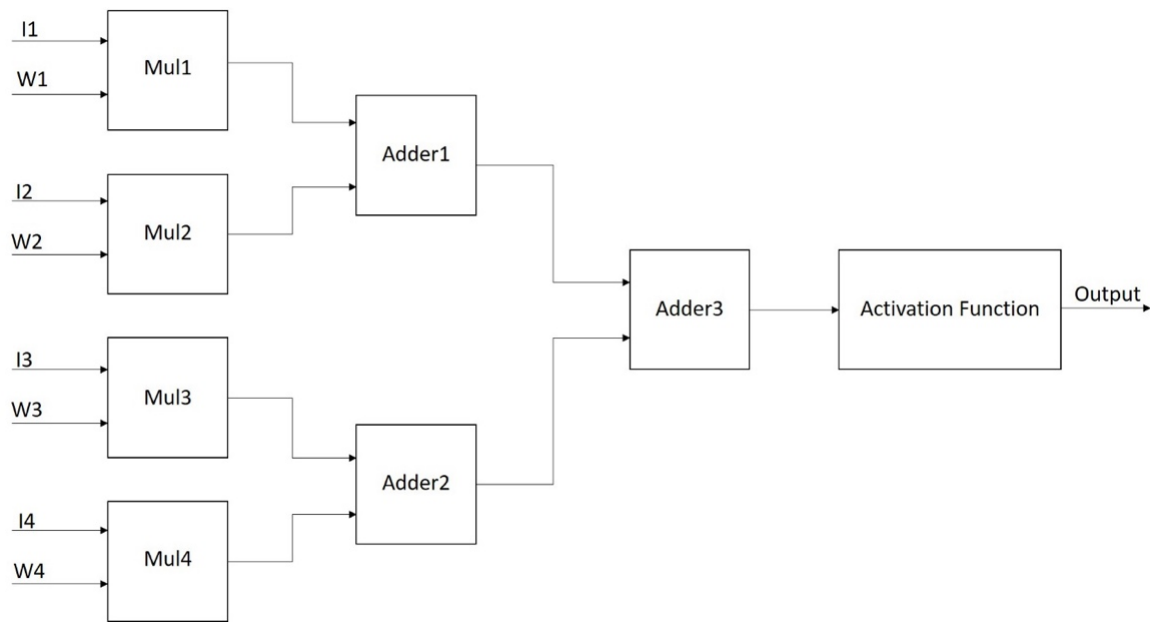 I1
W1
Mul1
I2
W2
Mul2
Adder1
I3
W3
Mul3
I4
W4
Mul4
Adder2
Adder3
Activation Function
Output